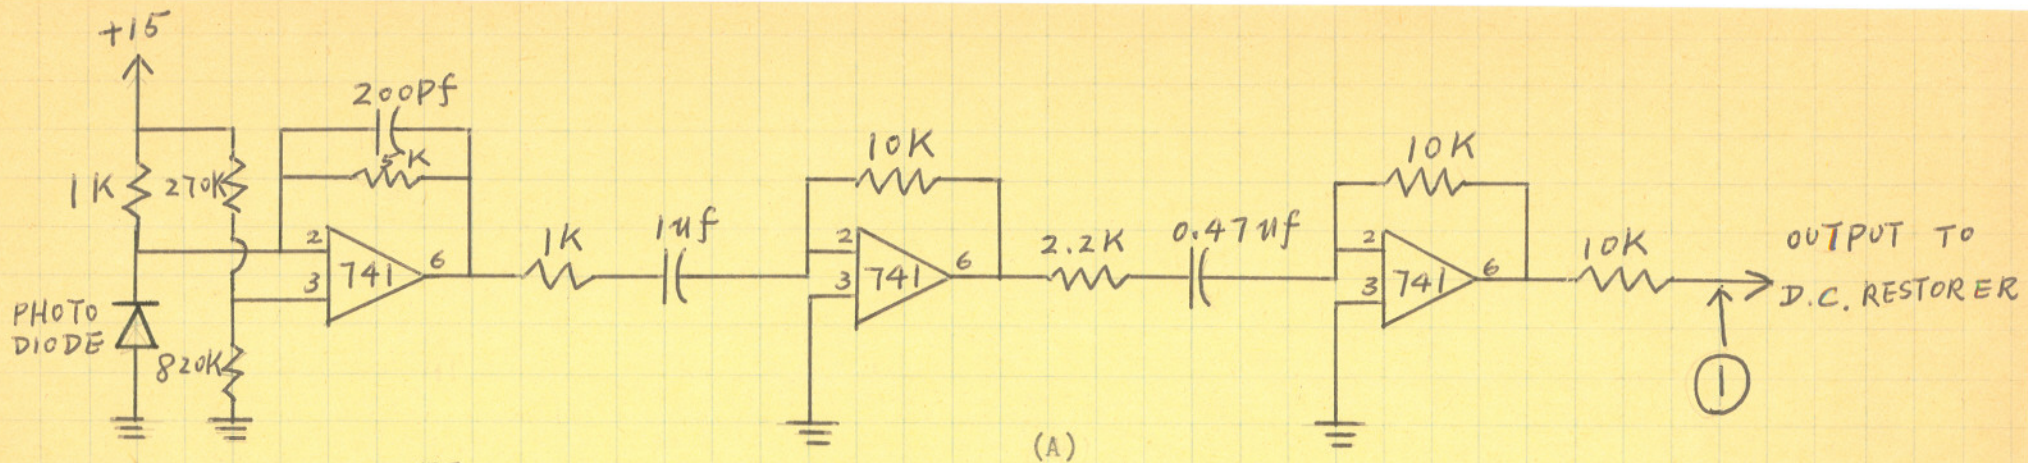 +15
200Pf
5K
1K
270K
2
3
741
6
PHOTO
DIODE
820K
1K
1uf
10K
2
3
741
6
2.2K
0.47uf
10K
2
3
741
6
10K
OUTPUT TO
D.C. RESTORER
1
(A)